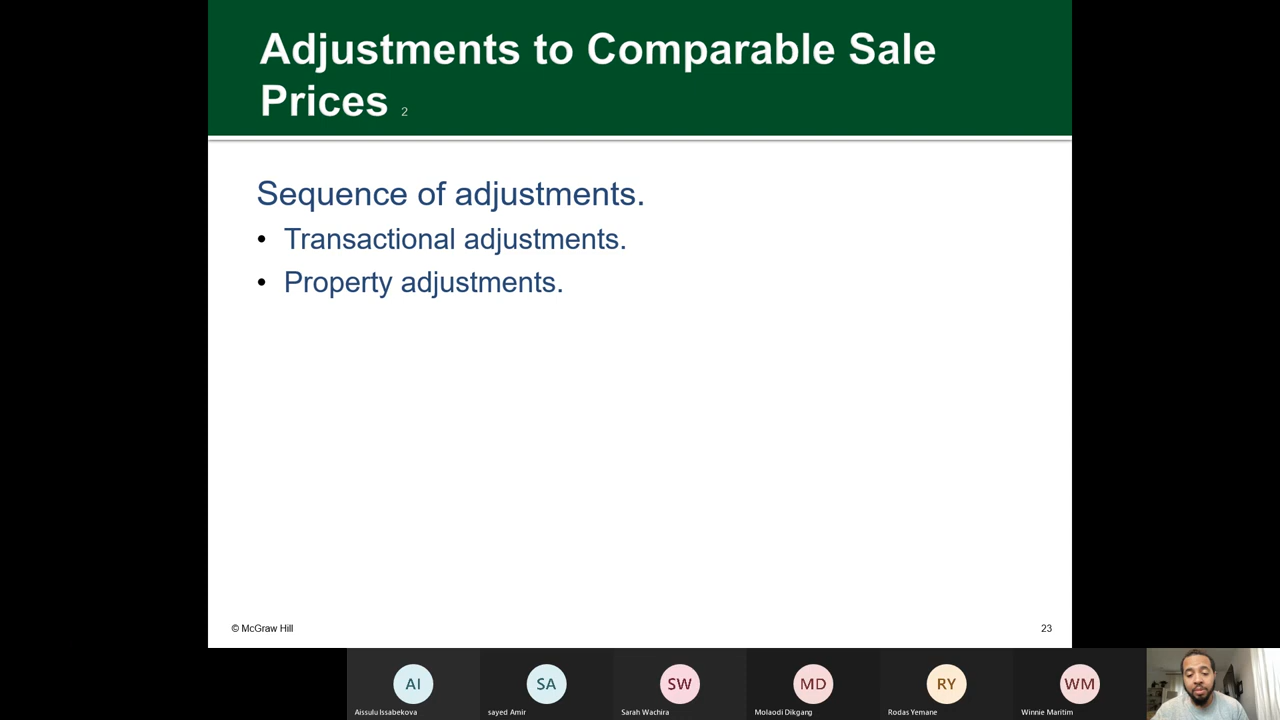 Adjustments to Comparable Sale
Prices 2
Sequence of adjustments.
• Transactional adjustments.
• Property adjustments.
© McGraw Hill
23
AI
SA
SW
MD
RY
WM
Aissulu Issabekova
sayed Amir
Sarah Wachira
Molaodi Dikgang
Rodas Yemane
Winnie Maritim